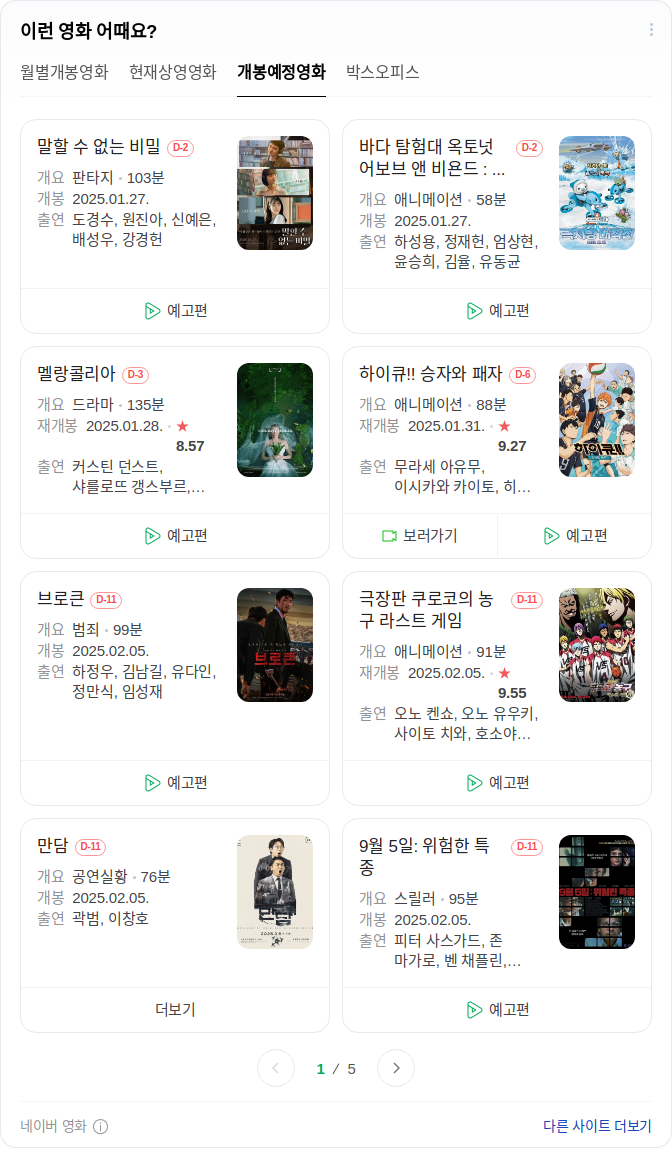 이런 영화 어때요?
월별개봉영화 현재상영영화 개봉예정영화 박스오피스
말할 수 없는 비밀 D-2
개요 판타지 · 103분
개봉 2025.01.27.
출연 도경수, 원진아, 신예은,
배성우, 강경헌
예고편
바다 탐험대 옥토넛 D-2
어보브 앤 비욘드 : ...
개요 애니메이션 · 58분
개봉 2025.01.27.
출연 하성용, 정재헌, 엄상현,
윤승희, 김율, 유동균
예고편
멜랑콜리아 D-3
개요 드라마 · 135분
재개봉 2025.01.28. · ★
8.57
출연 커스틴 던스트,
샤를로뜨 갱스부르,...
예고편
하이큐!! 승자와 패자 D-6
개요 애니메이션 · 88분
재개봉 2025.01.31. · ★
9.27
출연 무라세 아유무,
이시카와 카이토, 히...
하이큐!!
보러가기 예고편
브로큰 D-11
개요 범죄 · 99분
개봉 2025.02.05.
출연 하정우, 김남길, 유다인,
정만식, 임성재
브로큰
예고편
극장판 쿠로코의 농 D-11
구 라스트 게임
개요 애니메이션 · 91분
재개봉 2025.02.05. · ★
9.55
출연 오노 켄쇼, 오노 유우키,
사이토 치와, 호소야...
예고편
만담 D-11
개요 공연실황 · 76분
개봉 2025.02.05.
출연 곽범, 이창호
만담
더보기
9월 5일: 위험한 특 D-11
종
개요 스릴러 · 95분
개봉 2025.02.05.
출연 피터 사스가드, 존
마가로, 벤 채플린,...
9월 5일: 위험한 특종
예고편
1 / 5
네이버 영화 다른 사이트 더보기